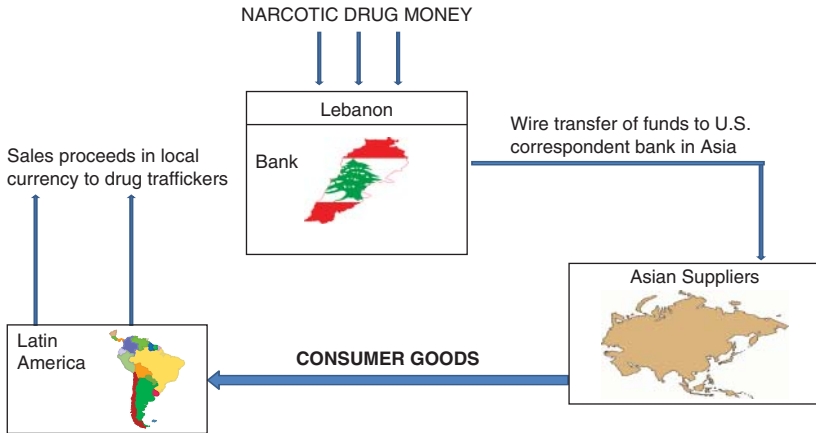 NARCOTIC DRUG MONEY
Lebanon
Bank
Wire transfer of funds to U.S.
correspondent bank in Asia
Sales proceeds in local
currency to drug traffickers
Asian Suppliers
Latin
America
CONSUMER GOODS